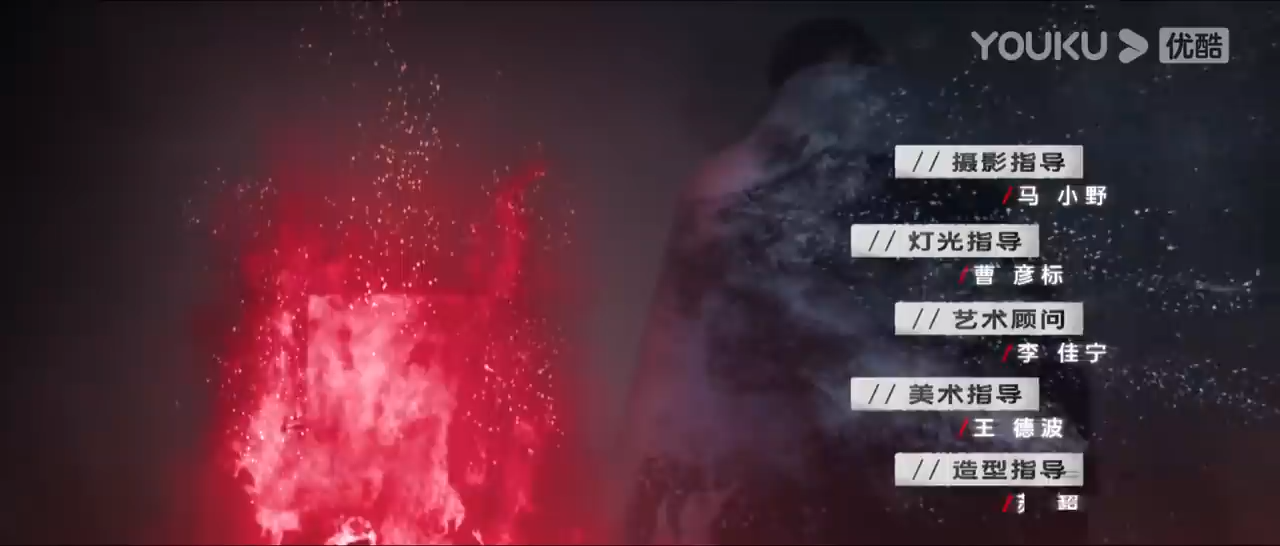 YOUKU 优酷
// 摄影指导
/马 小野
// 灯光指导
/曹 彦标
// 艺术顾问
/李 佳宁
// 美术指导
/王 德波
// 造型指导